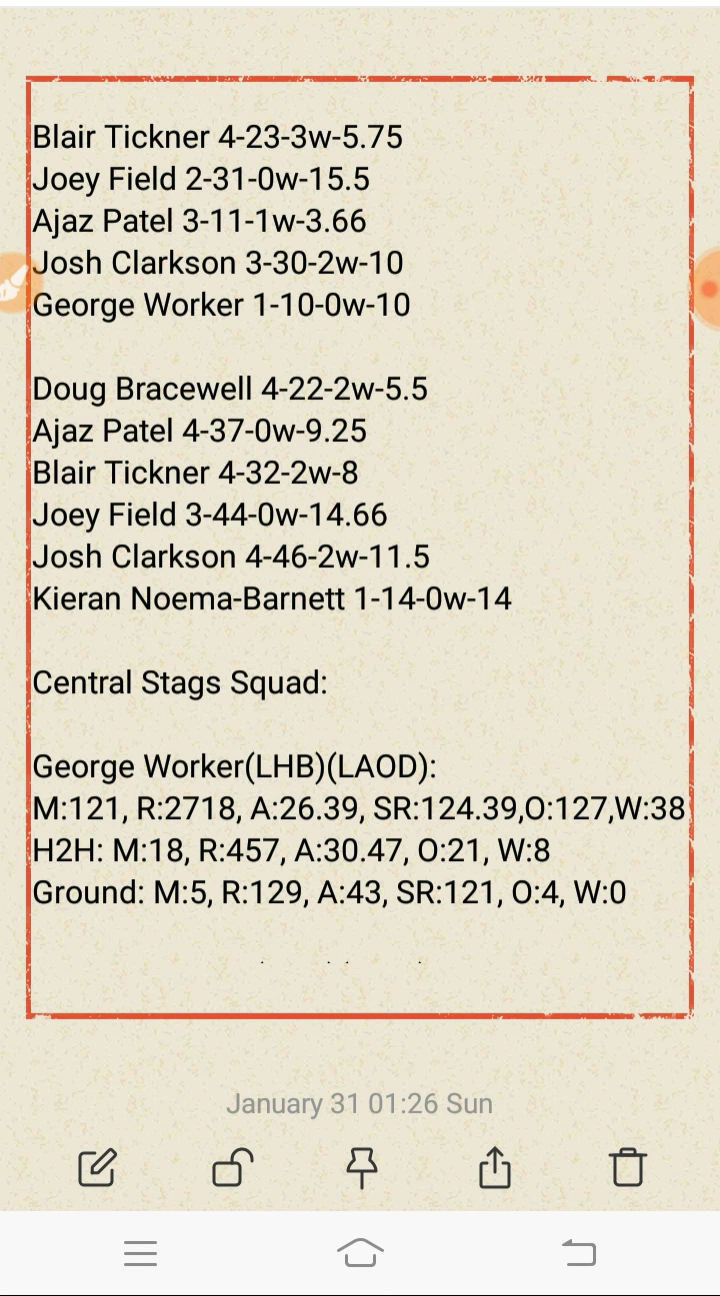 Blair Tickner 4-23-3w-5.75
Joey Field 2-31-0w-15.5
Ajaz Patel 3-11-1w-3.66
Josh Clarkson 3-30-2w-10
George Worker 1-10-0w-10
Doug Bracewell 4-22-2w-5.5
Ajaz Patel 4-37-0w-9.25
Blair Tickner 4-32-2w-8
Joey Field 3-44-0w-14.66
Josh Clarkson 4-46-2w-11.5
Kieran Noema-Barnett 1-14-0w-14
Central Stags Squad:
George Worker(LHB)(LAOD):
M:121, R:2718, A:26.39, SR:124.39,O:127,W:38
H2H: M:18, R:457, A:30.47, O:21, W:8
Ground: M:5, R:129, A:43, SR:121, O:4, W:0
January 31 01:26 Sun